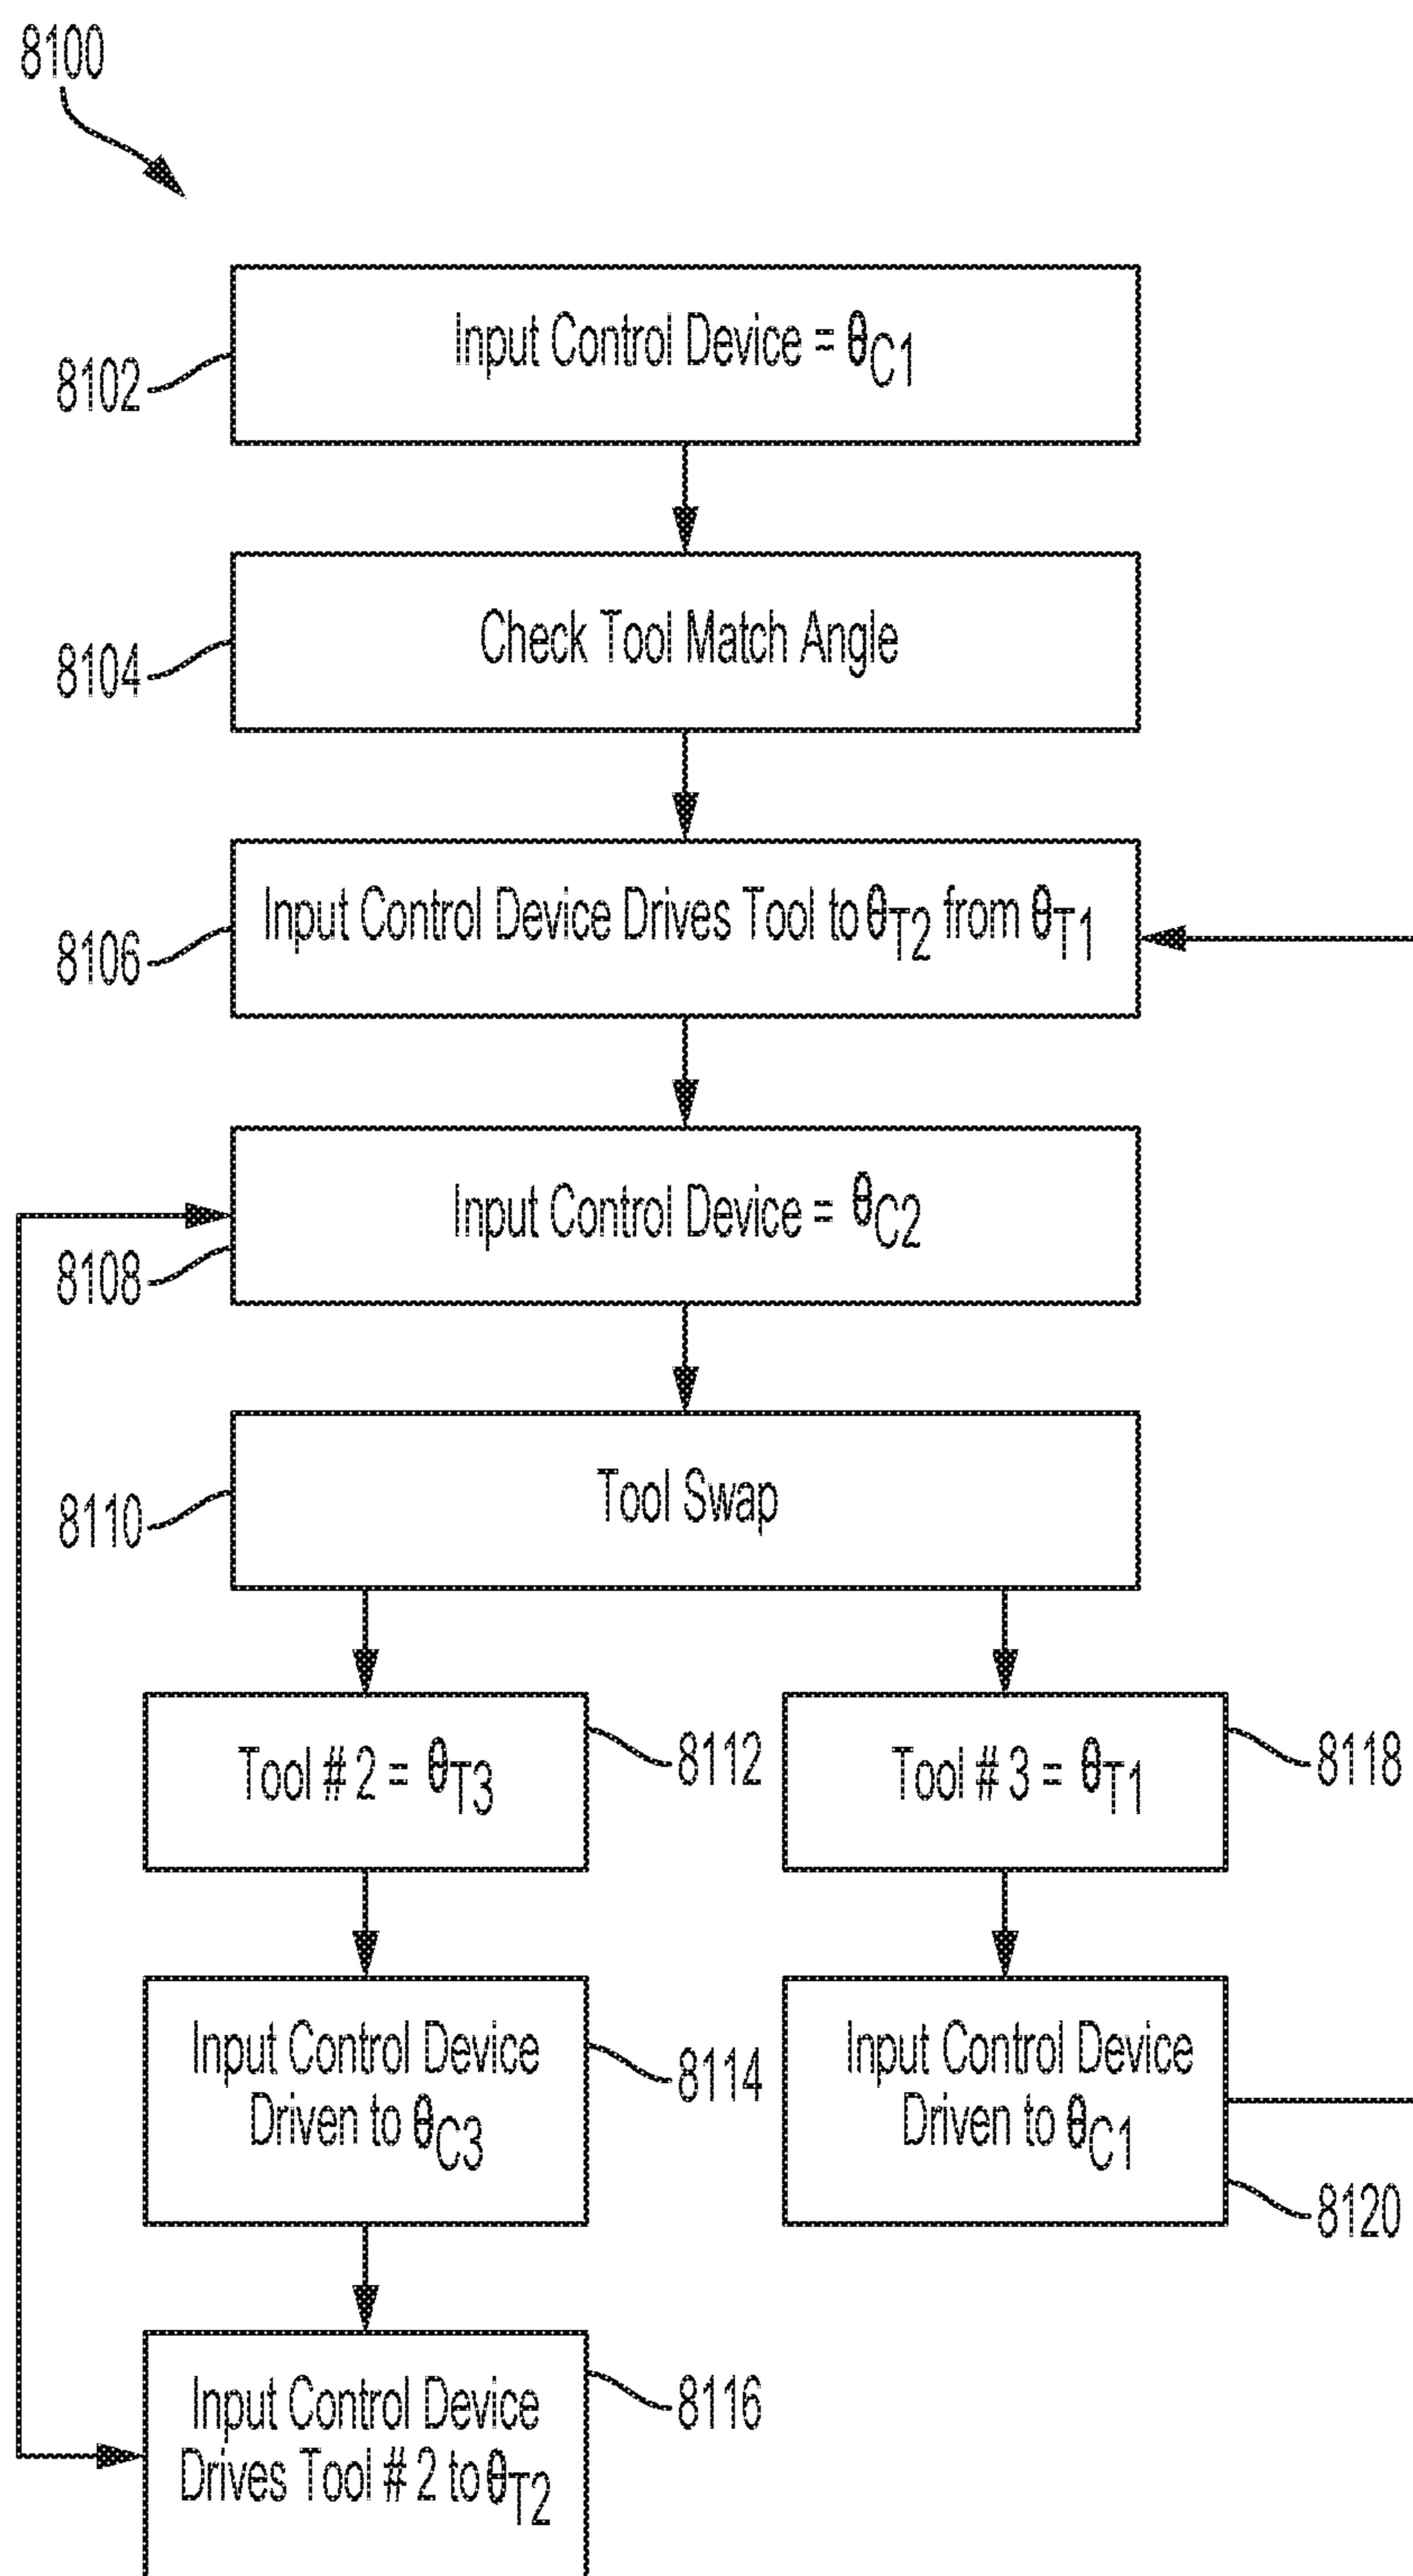 8100
Input Control Device = θC1
8102
Check Tool Match Angle
8104
Input Control Device Drives Tool to θT2 from θT1
8106
Input Control Device = θC2
8108
Tool Swap
8110
Tool # 2 = θT3
8112
Tool # 3 = θT1
8118
Input Control Device
Driven to θC3
8114
Input Control Device
Driven to θC1
8120
Input Control Device
Drives Tool # 2 to θT2
8116